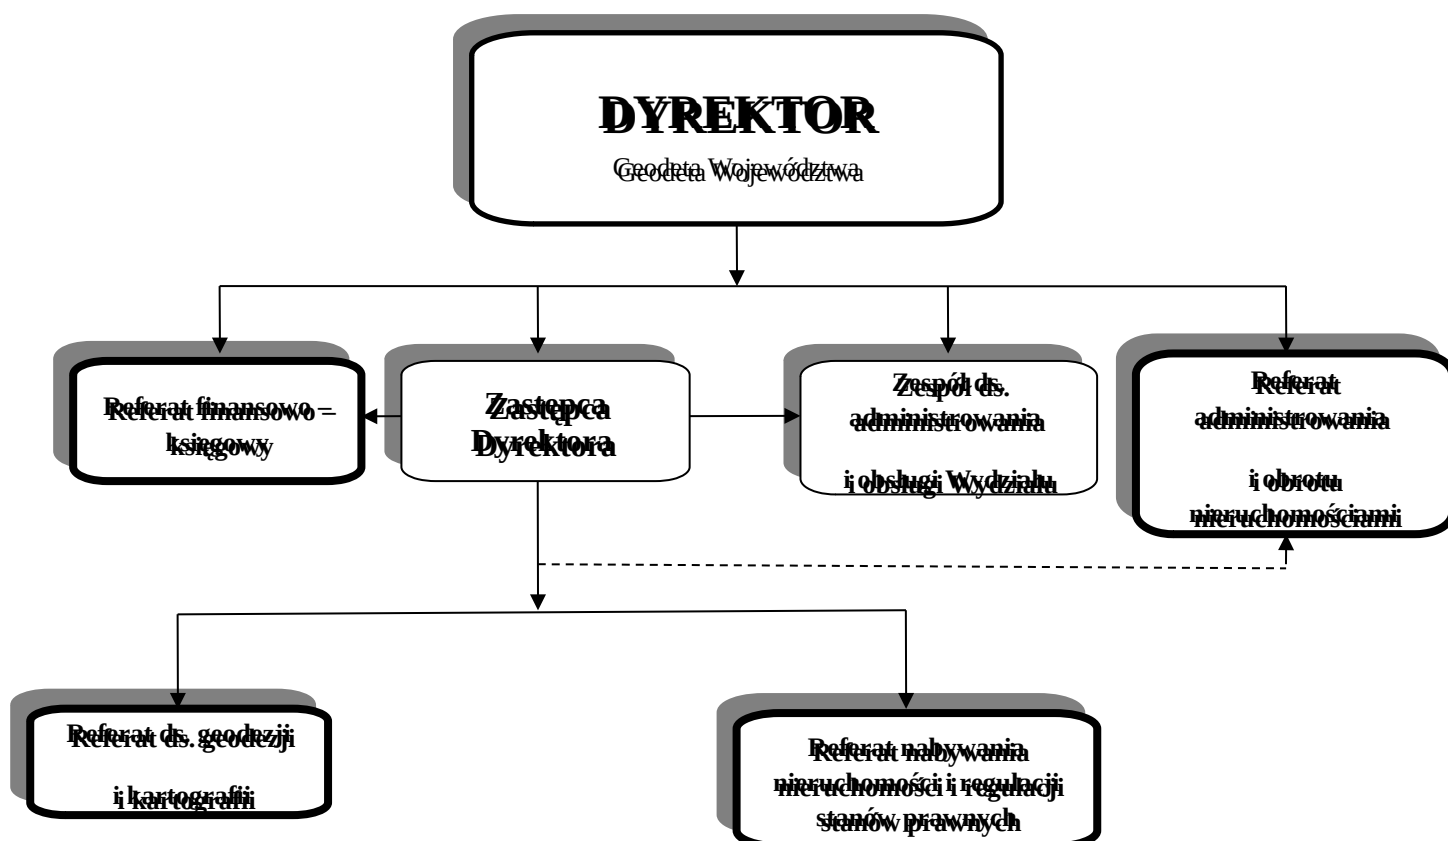 DYREKTOR
Geodeta Województwa
Referat finansowo –
księgowy
Zastępca
Dyrektora
Zespół ds.
administrowania
i obsługi Wydziału
Referat
administrowania
i obrotu
nieruchomościami
Referat ds. geodezji
i kartografii
Referat nabywania
nieruchomości i regulacji
stanów prawnych